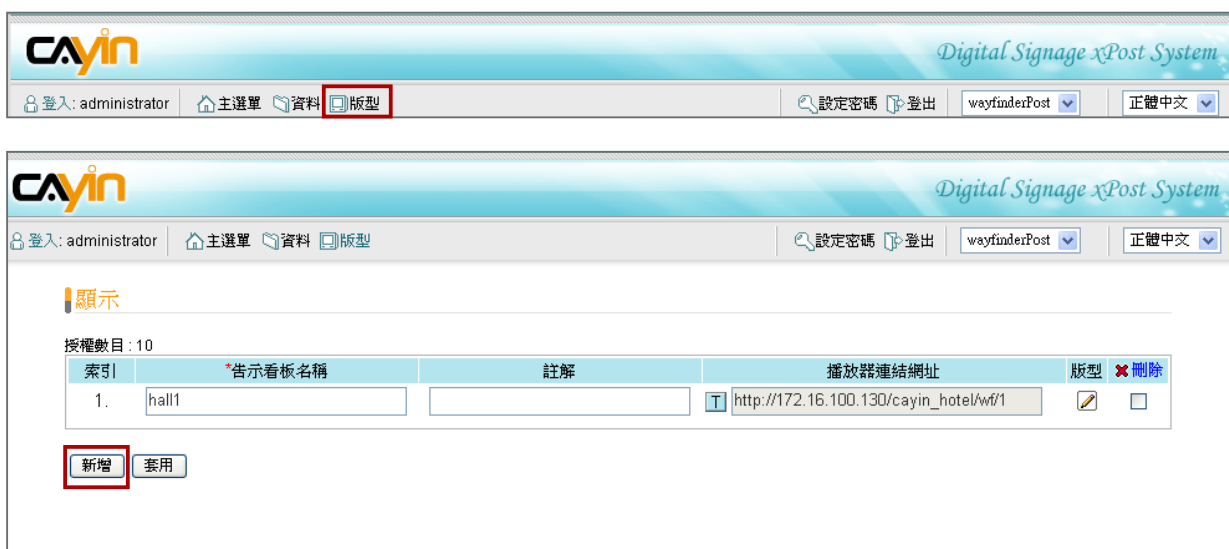 CAYIN Digital Signage xPost System
登入: administrator 主選單 資料 版型 設定密碼 登出 wayfinderPost 正體中文
CAYIN Digital Signage xPost System
登入: administrator 主選單 資料 版型 設定密碼 登出 wayfinderPost 正體中文
顯示
授權數目 : 10
索引 *告示看板名稱 註解 播放器連結網址 版型 刪除
1. hall1 T http://172.16.100.130/cayin_hotel/wf/1
新增 套用